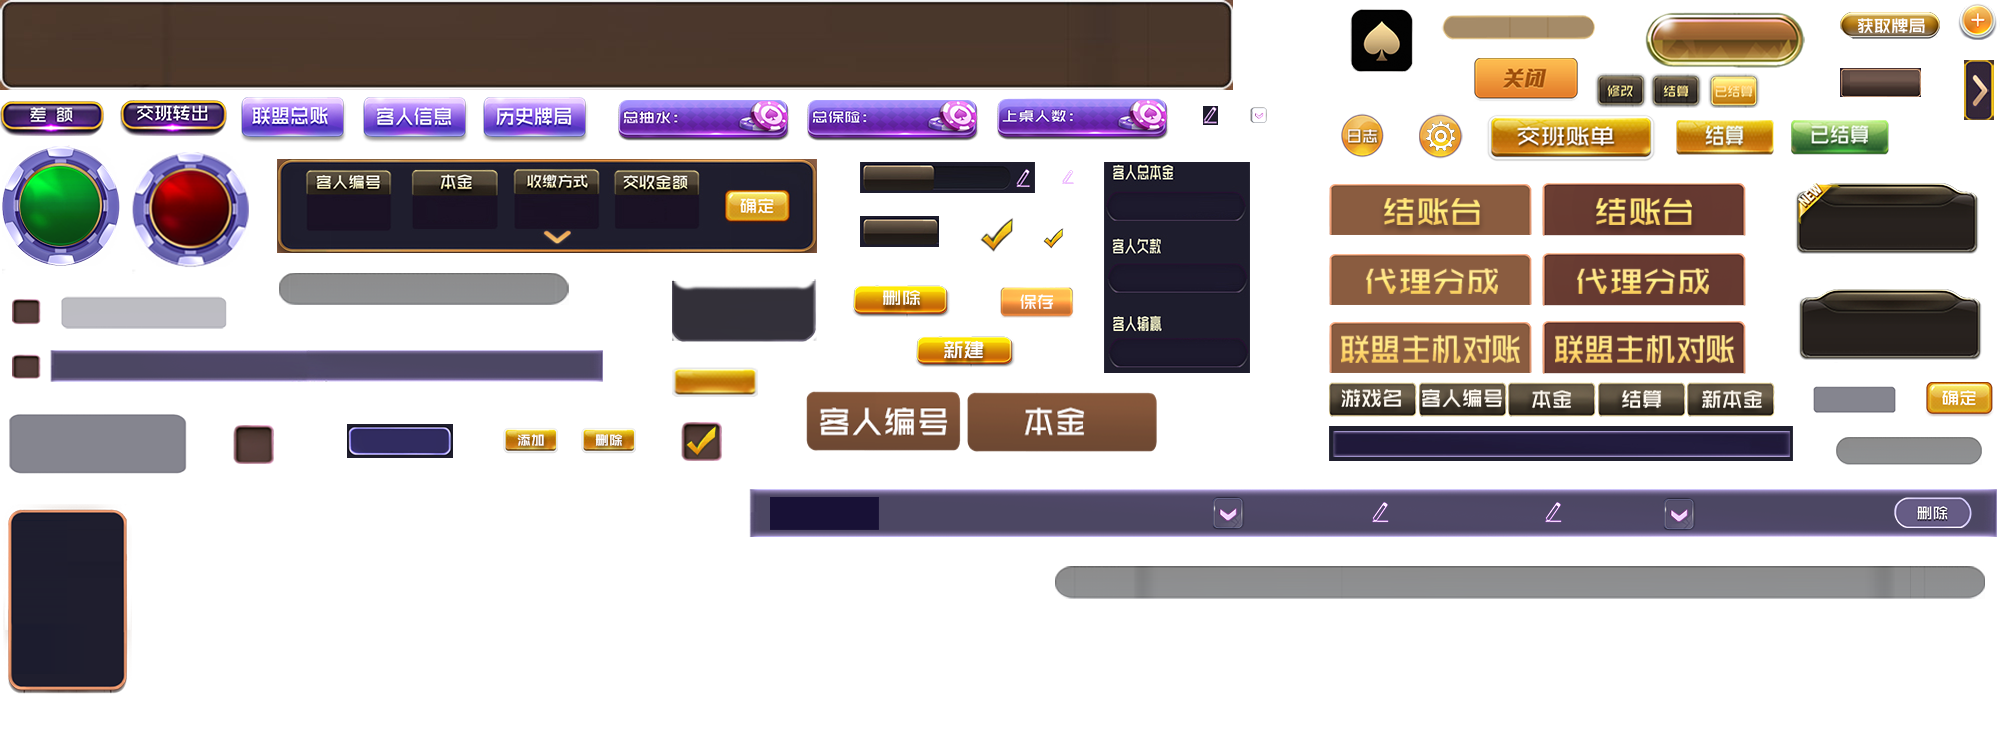 获取牌局
关闭
修改
结算
已结算
差 额
交班转出
联盟总账
客人信息
历史牌局
总抽水：
总保险：
上桌人数：
日志
交班账单
结算
已结算
客人编号
本金
收缴方式
交收金额
确定
客人总本金
客人欠款
客人输赢
NEW
结账台
结账台
代理分成
代理分成
联盟主机对账
联盟主机对账
删除
保存
新建
游戏名
客人编号
本金
结算
新本金
确定
添加
删除
客人编号
本金
删除